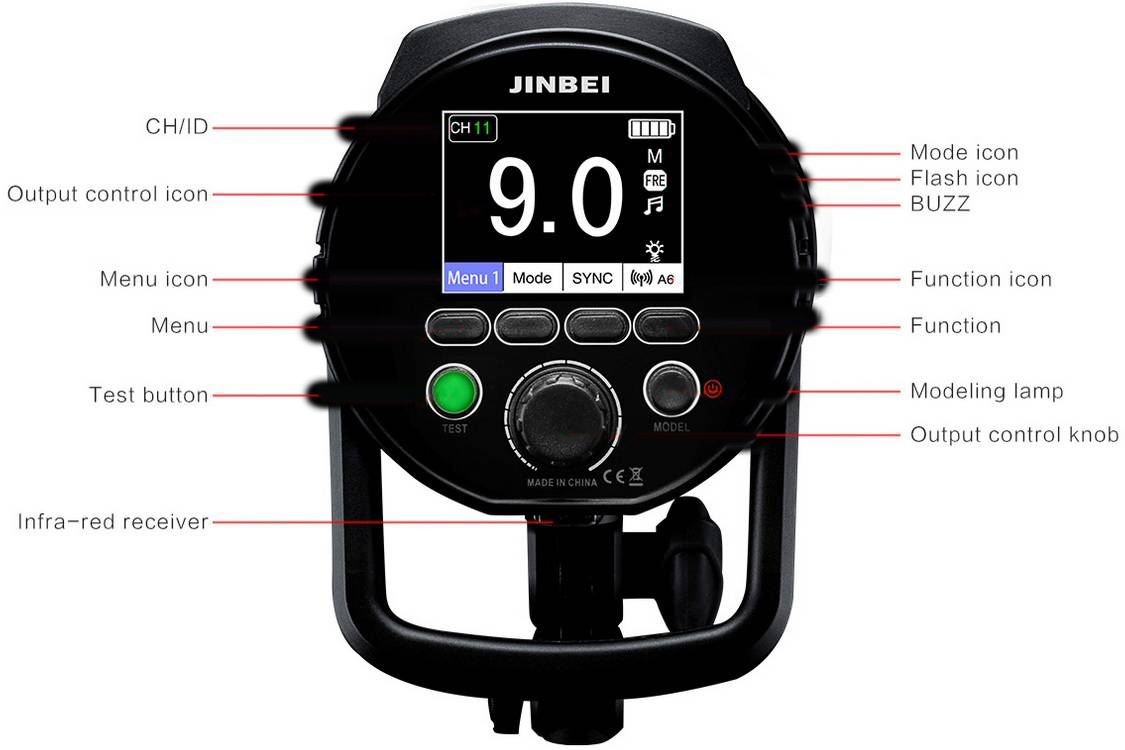 JINBEI
CH/ID
CH 11
Mode icon
M
Flash icon
FRE
Output control icon
9.0
BUZZ
Menu icon
Menu 1
Mode
SYNC
A6
Function icon
Menu
Function
Test button
Modeling lamp
TEST
MODEL
Output control knob
MADE IN CHINA CE
Infra-red receiver